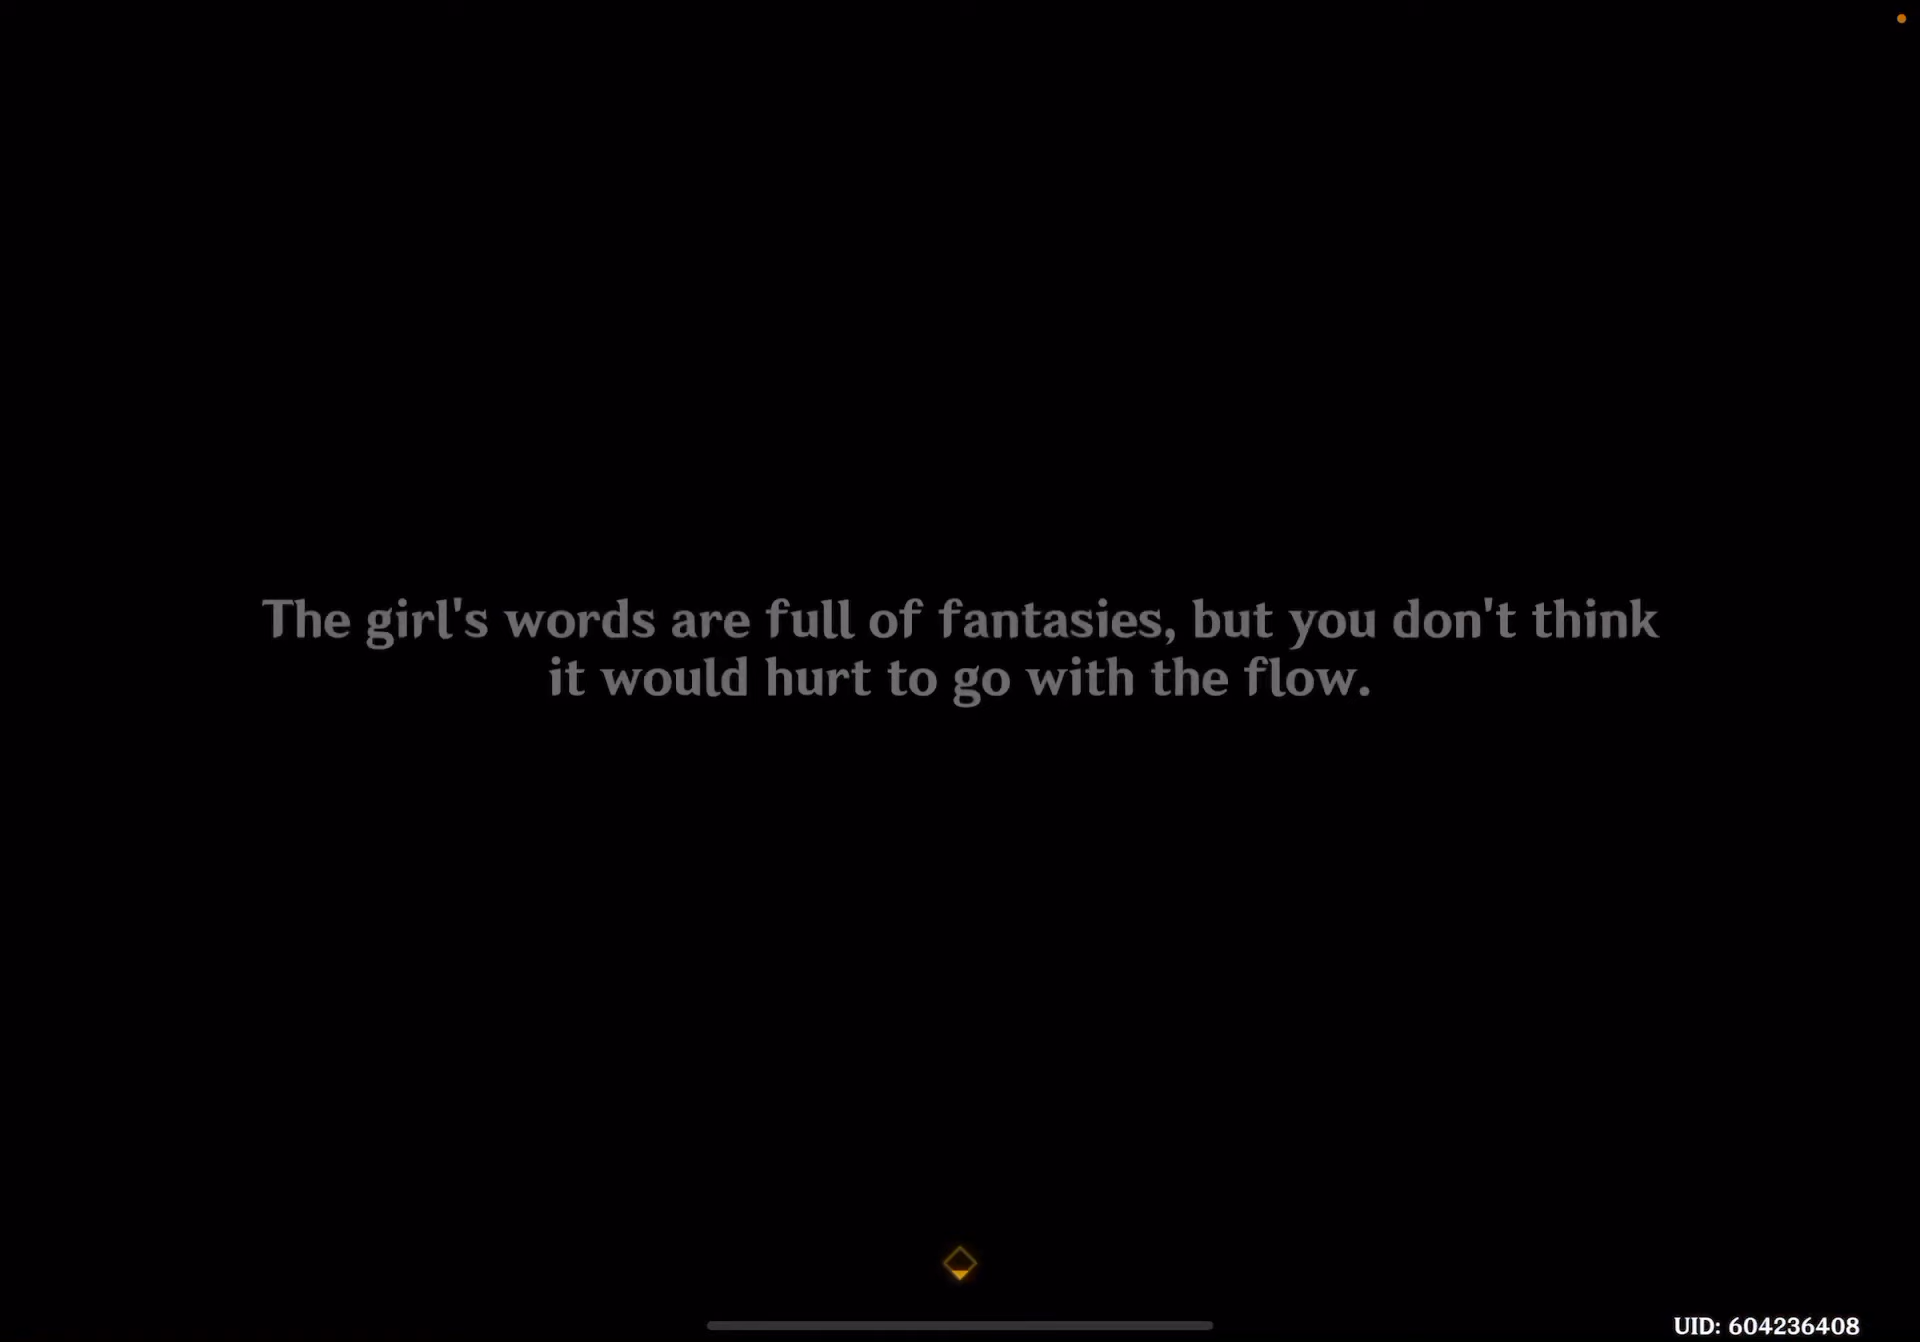 The girl's words are full of fantasies, but you don't think
it would hurt to go with the flow.
UID: 604236408